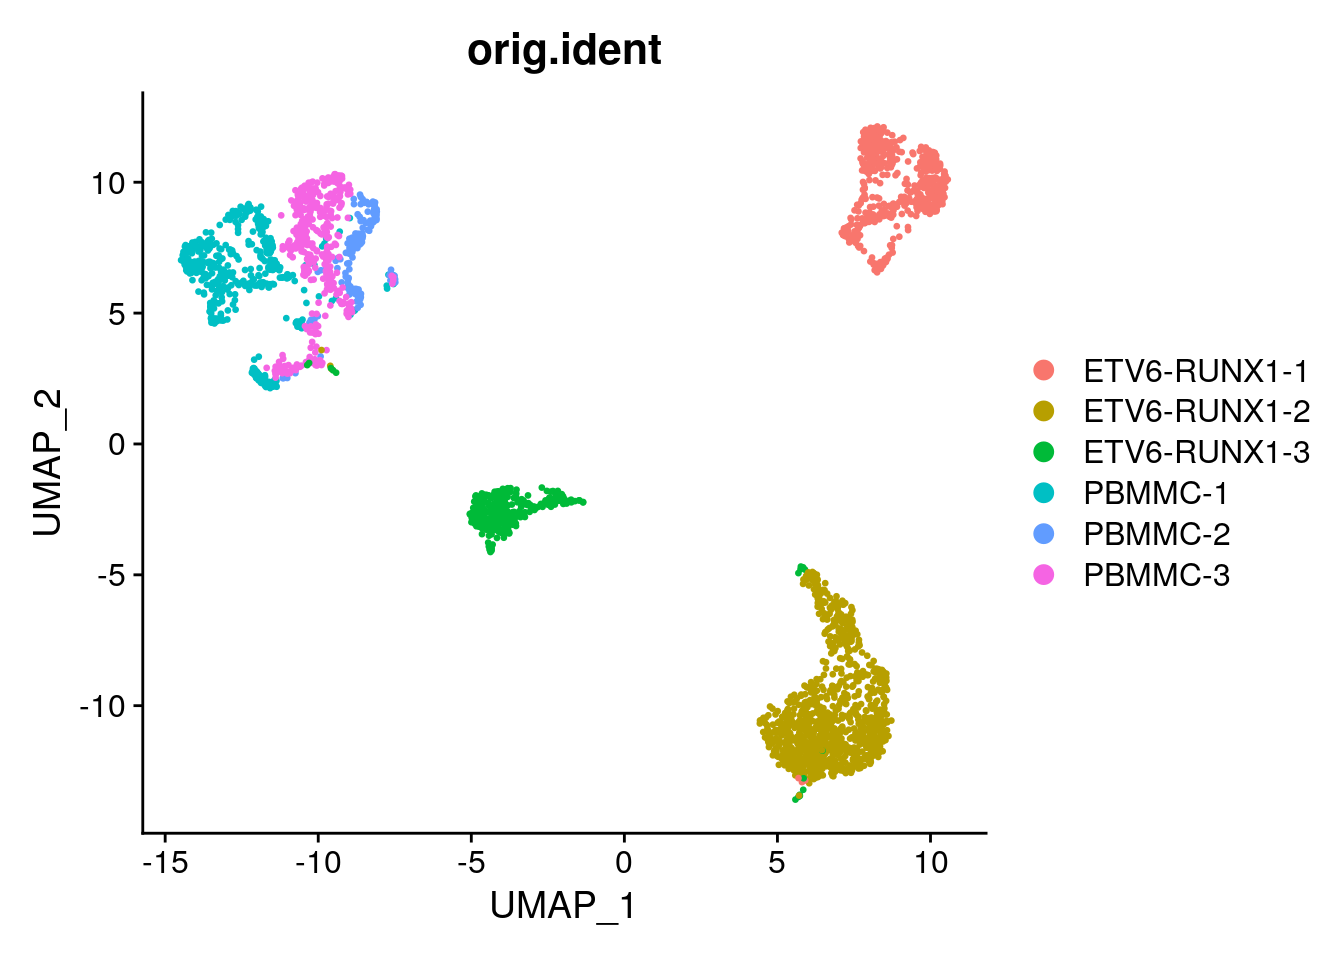 orig.ident
10
5
0
-5
-10
UMAP_2
-15 -10 -5 0 5 10
UMAP_1
ETV6-RUNX1-1
ETV6-RUNX1-2
ETV6-RUNX1-3
PBMMC-1
PBMMC-2
PBMMC-3